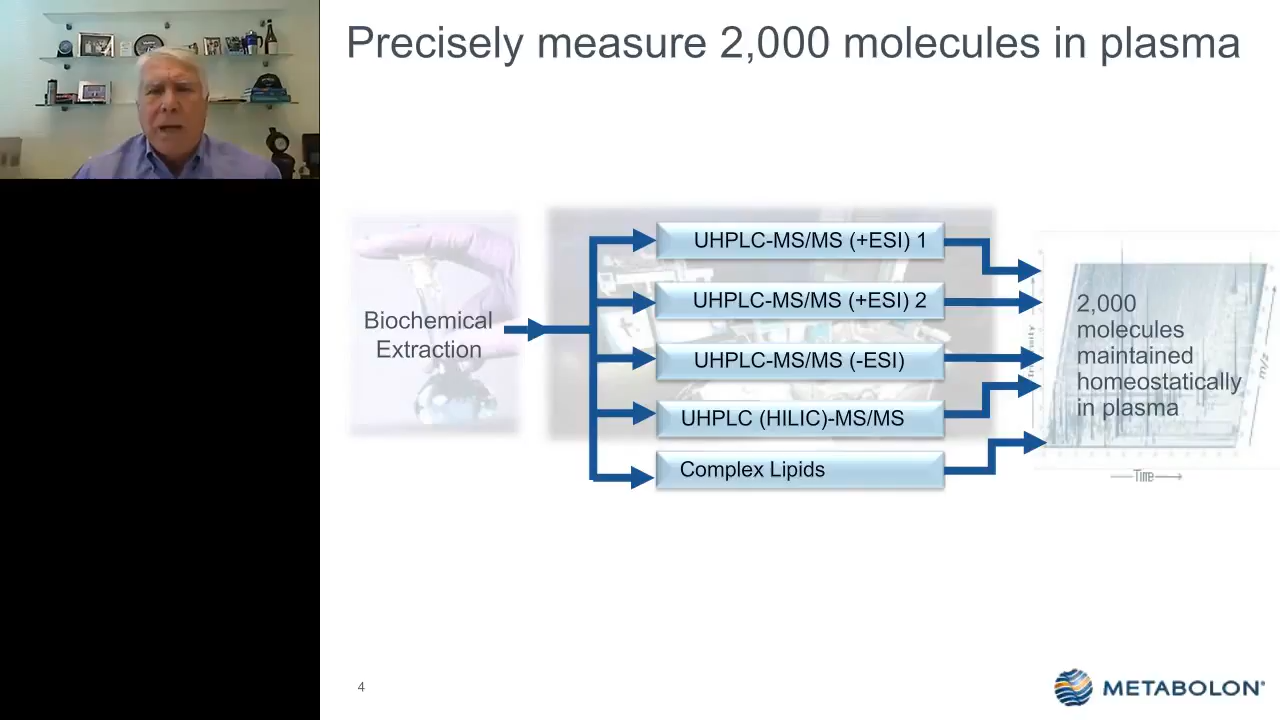 Precisely measure 2,000 molecules in plasma
Biochemical
Extraction
UHPLC-MS/MS (+ESI) 1
UHPLC-MS/MS (+ESI) 2
UHPLC-MS/MS (-ESI)
UHPLC (HILIC)-MS/MS
Complex Lipids
2,000
molecules
maintained
homeostatically
in plasma
m/z
Time
4
METABOLON